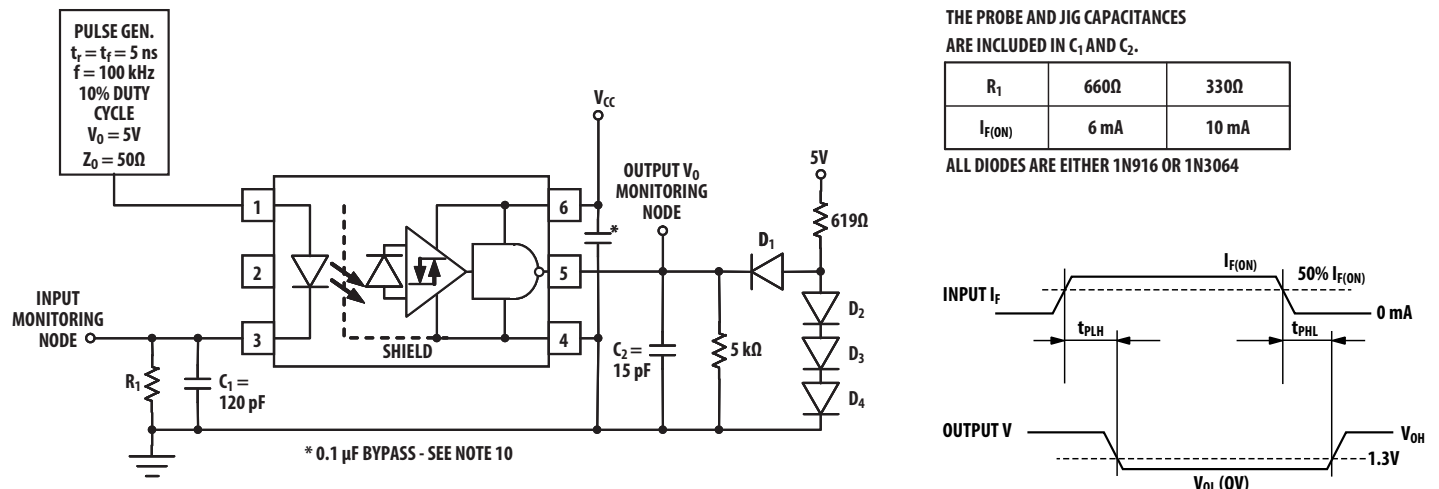 PULSE GEN.
tr = tf = 5 ns
f = 100 kHz
10% DUTY
CYCLE
V0 = 5V
Z0 = 50Ω
VCC
1
2
3
6
5
4
SHIELD
*
INPUT
MONITORING
NODE
R1
C1 =
120 pF
OUTPUT V0
MONITORING
NODE
C2 =
15 pF
5 kΩ
D1
5V
619Ω
D2
D3
D4
* 0.1 µF BYPASS - SEE NOTE 10
THE PROBE AND JIG CAPACITANCES
ARE INCLUDED IN C1 AND C2.
R1 660Ω 330Ω
IF(ON) 6 mA 10 mA
ALL DIODES ARE EITHER 1N916 OR 1N3064
IF(ON)
50% IF(ON)
INPUT IF
0 mA
tPLH
tPHL
OUTPUT V
VOH
1.3V
VOL (OV)